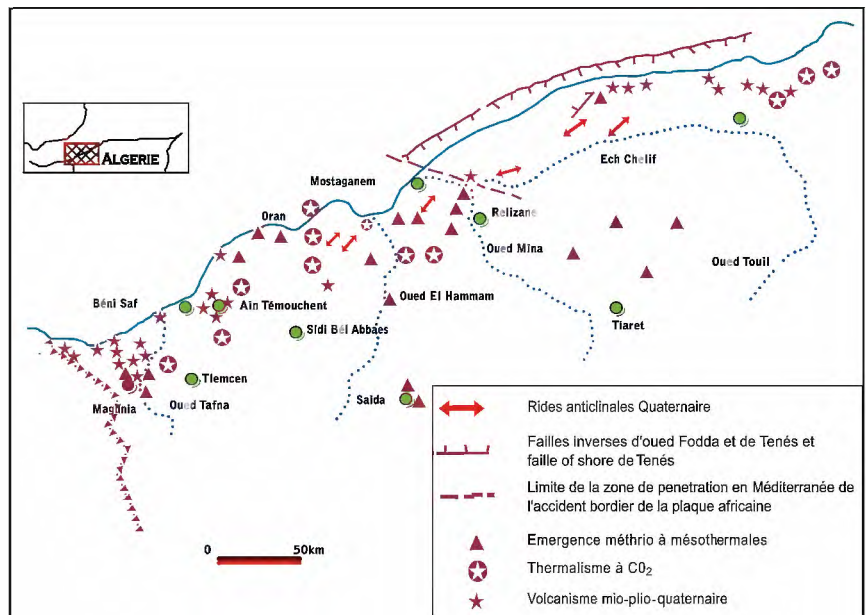 ALGERIE
Mostaganem
Ech Chelif
Oran
Relizane
Oued Mina
Oued Touil
Oued El Hammam
Béni Saf
Ain Témouchent
Sidi Bél Abbaes
Tiaret
Tlemcen
Maghnia
Oued Tafna
Saida
0 50km
Rides anticlinales Quaternaire
Failles inverses d'oued Fodda et de Tenés et
faille of shore de Tenés
Limite de la zone de penetration en Méditerranée de
l'accident bordier de la plaque africaine
Emergence méthrio à mésothermales
Thermalisme à C0₂
Volcanisme mio-plio-quaternaire